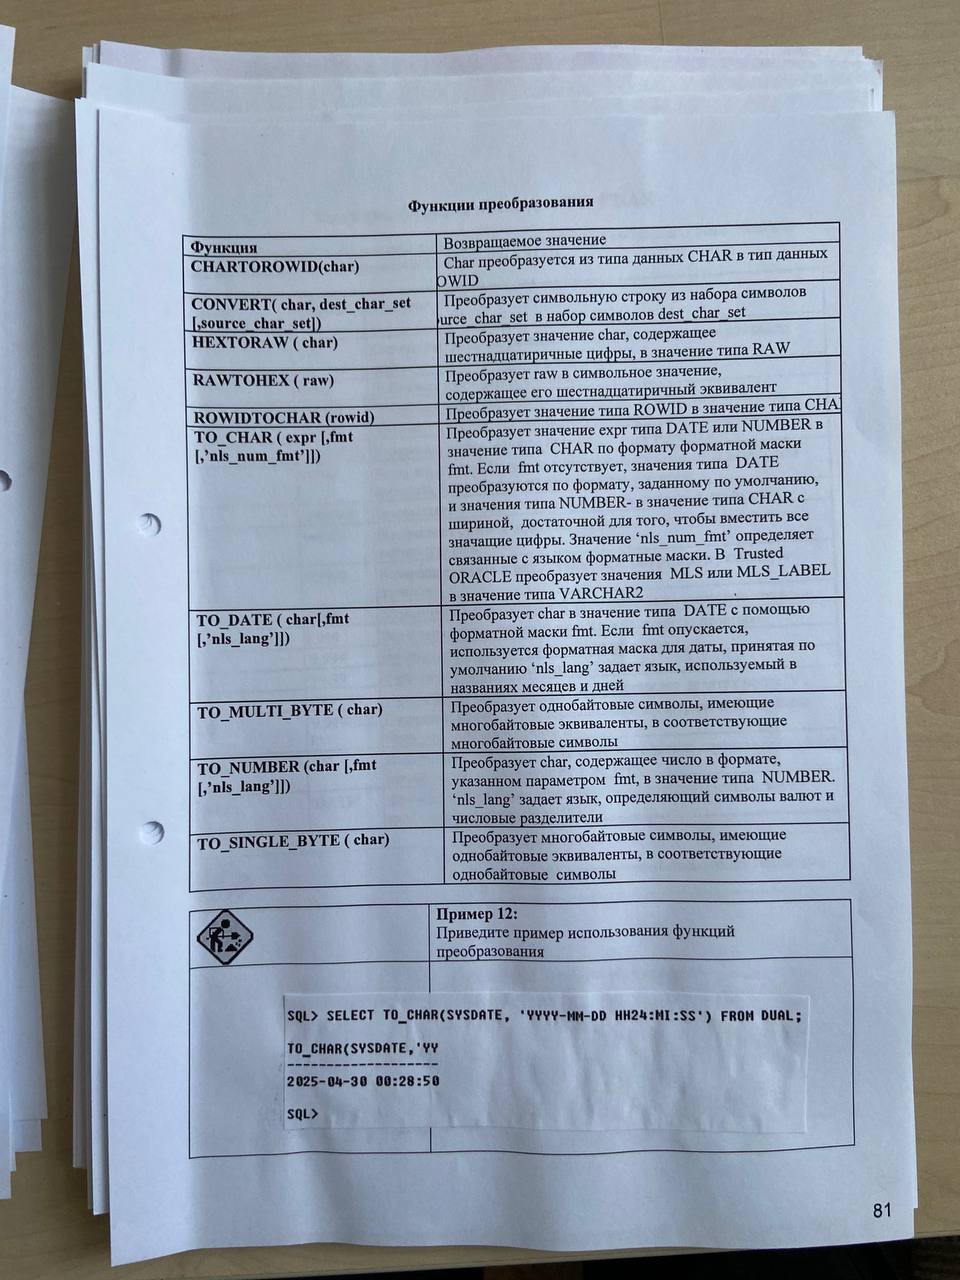 Функции преобразования
Функция
Возвращаемое значение
CHARTOROWID(char)
Char преобразуется из типа данных CHAR в тип данных
OWID
CONVERT( char, dest_char_set
[,source_char_set])
Преобразует символьную строку из набора символов
urce_char_set в набор символов dest_char_set
HEXTORAW ( char)
Преобразует значение char, содержащее
шестнадцатиричные цифры, в значение типа RAW
RAWTOHEX ( raw)
Преобразует raw в символьное значение,
содержащее его шестнадцатиричный эквивалент
ROWIDTOCHAR (rowid)
Преобразует значение типа ROWID в значение типа CHA
TO_CHAR ( expr [,fmt
[,’nls_num_fmt’]])
Преобразует значение expr типа DATE или NUMBER в
значение типа CHAR по формату форматной маски
fmt. Если fmt отсутствует, значения типа DATE
преобразуются по формату, заданному по умолчанию,
и значения типа NUMBER- в значение типа CHAR с
шириной, достаточной для того, чтобы вместить все
значащие цифры. Значение ‘nls_num_fmt’ определяет
связанные с языком форматные маски. В Trusted
ORACLE преобразует значения MLS или MLS_LABEL
в значение типа VARCHAR2
TO_DATE ( char[,fmt
[,’nls_lang’]])
Преобразует char в значение типа DATE с помощью
форматной маски fmt. Если fmt опускается,
используется форматная маска для даты, принятая по
умолчанию ‘nls_lang’ задает язык, используемый в
названиях месяцев и дней
TO_MULTI_BYTE ( char)
Преобразует однобайтовые символы, имеющие
многобайтовые эквиваленты, в соответствующие
многобайтовые символы
TO_NUMBER (char [,fmt
[,’nls_lang’]])
Преобразует char, содержащее число в формате,
указанном параметром fmt, в значение типа NUMBER.
‘nls_lang’ задает язык, определяющий символы валют и
числовые разделители
TO_SINGLE_BYTE ( char)
Преобразует многобайтовые символы, имеющие
однобайтовые эквиваленты, в соответствующие
однобайтовые символы
Пример 12:
Приведите пример использования функций
преобразования
SQL> SELECT TO_CHAR(SYSDATE, 'YYYY-MM-DD HH24:MI:SS') FROM DUAL;
TO_CHAR(SYSDATE,'YY
-------------------
2025-04-30 00:28:50
SQL>
81